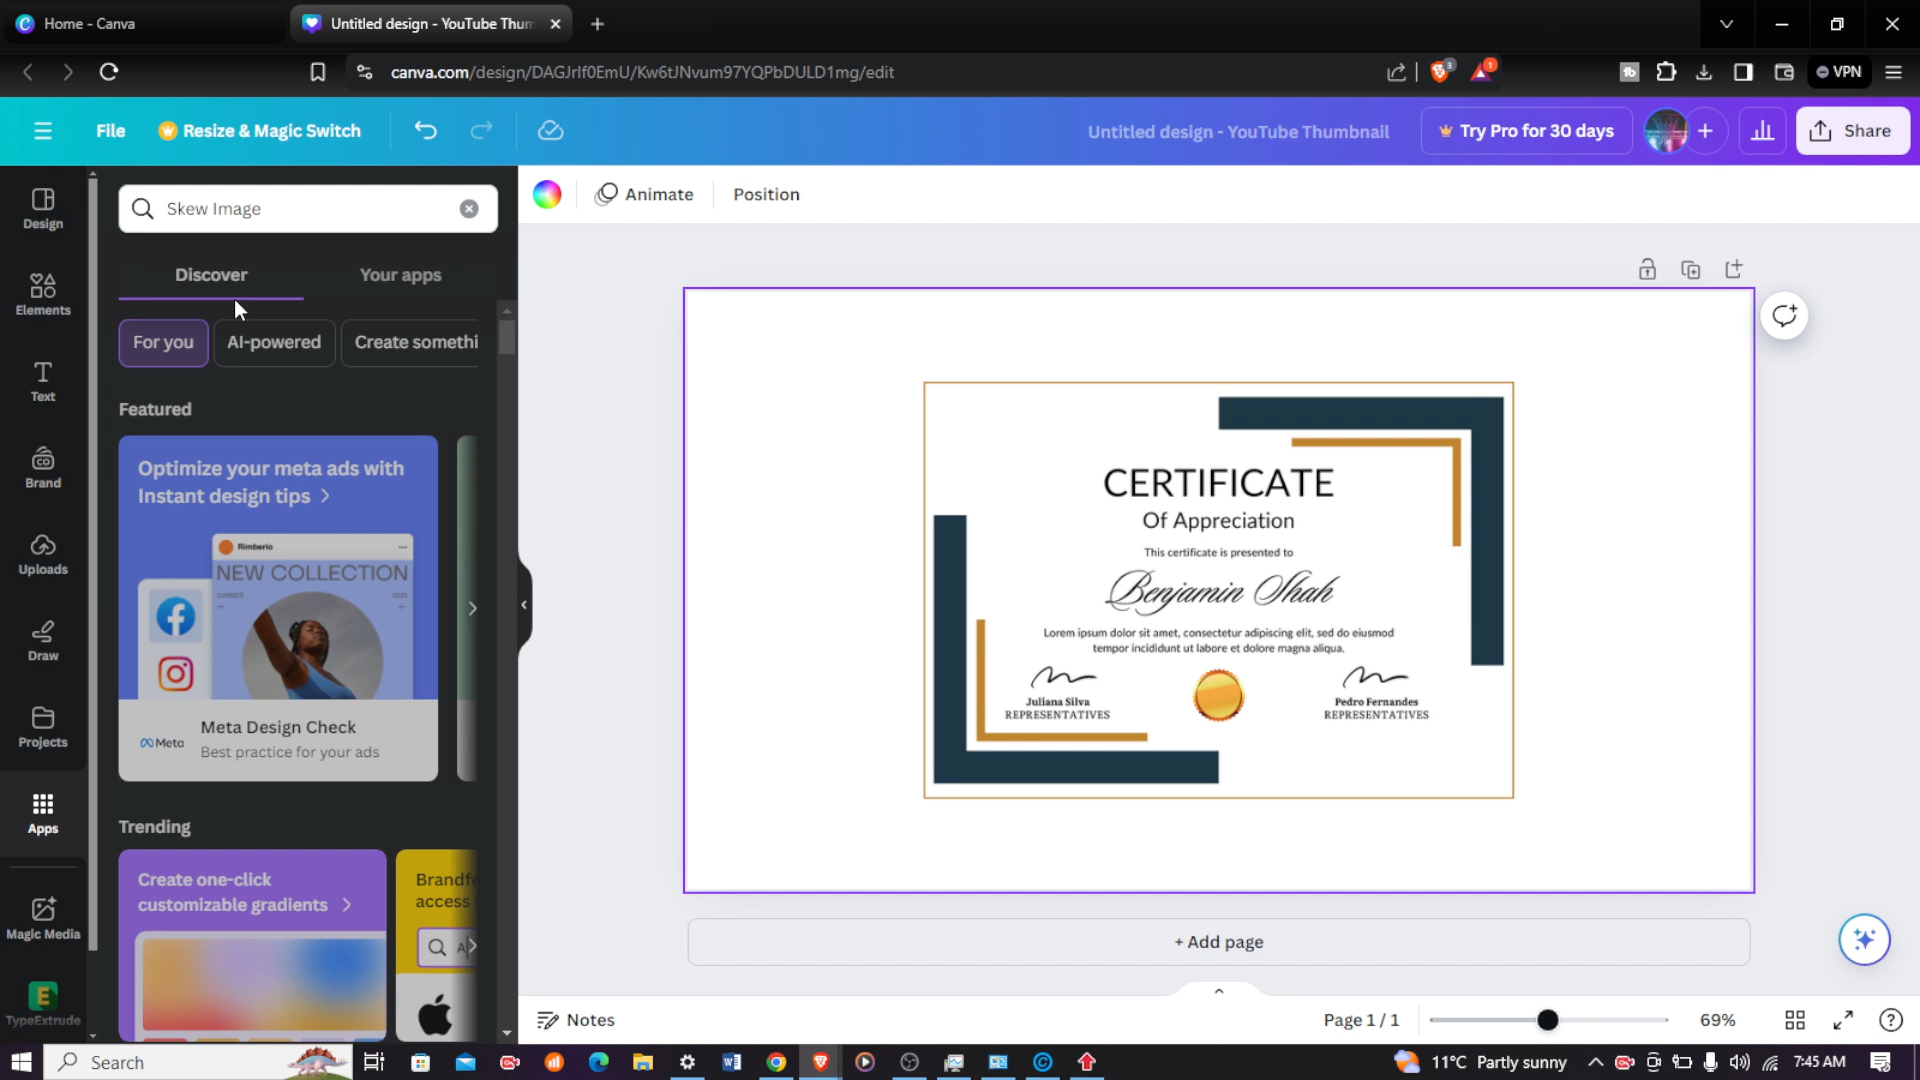 Home - Canva
Untitled design - YouTube Thum
canva.com/design/DAGJrIf0EmU/Kw6tJNvum97YQPbDULD1mg/edit
3
1
VPN
File
Resize & Magic Switch
Untitled design - YouTube Thumbnail
Try Pro for 30 days
Share
Design
Elements
Text
Brand
Uploads
Draw
Projects
Apps
Magic Media
TypeExtrude
Skew Image
Discover
Your apps
For you
AI-powered
Create somethi
Featured
Optimize your meta ads with
Instant design tips >
Rimberio
NEW COLLECTION
SUMMER
2025
Meta
Meta Design Check
Best practice for your ads
Trending
Create one-click
customizable gradients >
Brandf
access
A
Animate
Position
CERTIFICATE
Of Appreciation
This certificate is presented to
Benjamin Shah
Lorem ipsum dolor sit amet, consectetur adipiscing elit, sed do eiusmod
tempor incididunt ut labore et dolore magna aliqua.
Juliana Silva
REPRESENTATIVES
Pedro Fernandes
REPRESENTATIVES
+ Add page
Notes
Page 1 / 1
69%
Search
11°C Partly sunny
7:45 AM